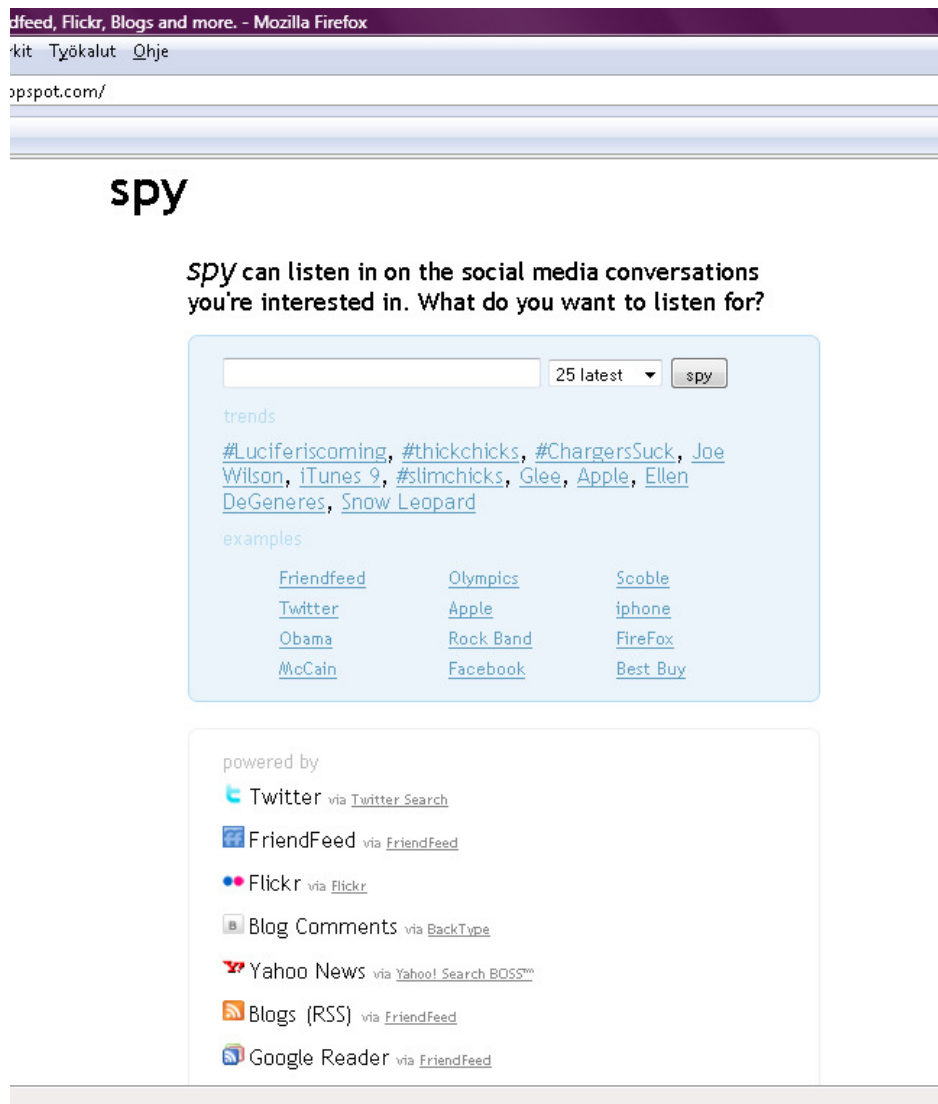 dfeed, Flickr, Blogs and more. - Mozilla Firefox
kit Työkalut Ohje
opspot.com/
spy
spy can listen in on the social media conversations
you're interested in. What do you want to listen for?
25 latest spy
trends
#Luciferiscoming, #thickchicks, #ChargersSuck, Joe
Wilson, iTunes 9, #slimchicks, Glee, Apple, Ellen
DeGeneres, Snow Leopard
examples
Friendfeed Olympics Scoble
Twitter Apple iphone
Obama Rock Band FireFox
McCain Facebook Best Buy
powered by
Twitter via Twitter Search
FriendFeed via FriendFeed
Flickr via Flickr
Blog Comments via BackType
Yahoo News via Yahoo! Search BOSS™
Blogs (RSS) via FriendFeed
Google Reader via FriendFeed